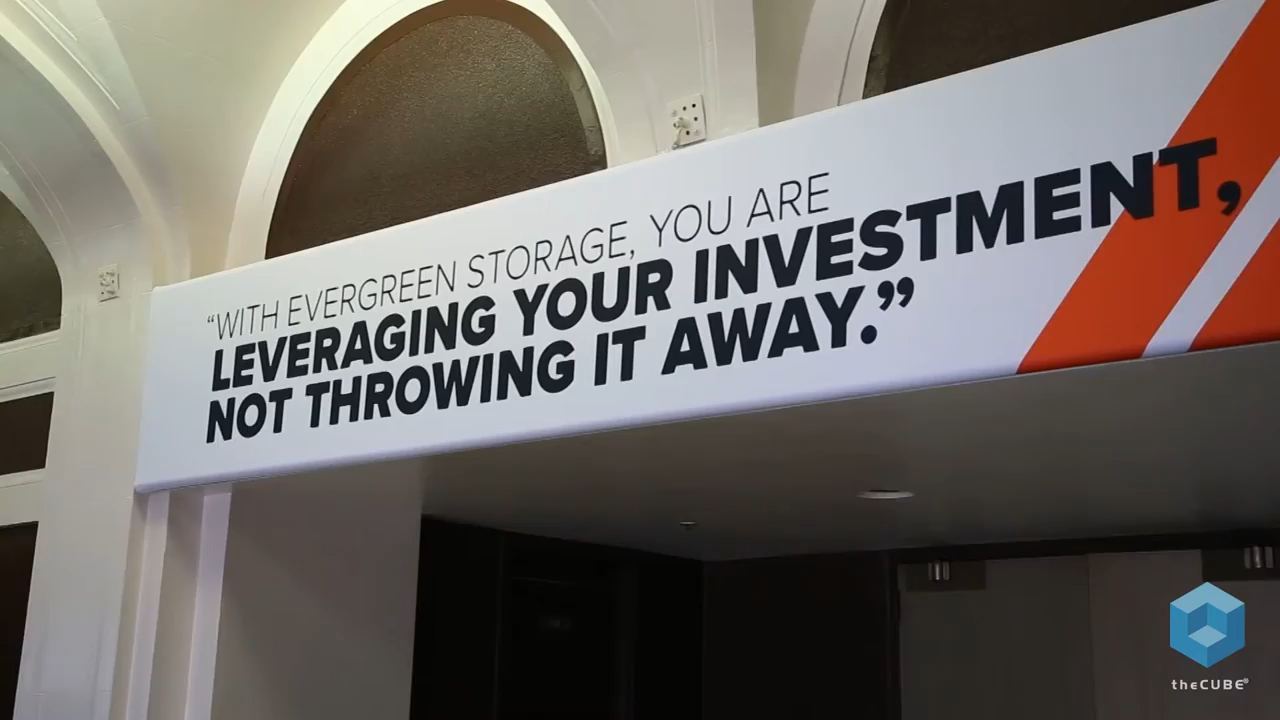 “WITH EVERGREEN STORAGE, YOU ARE
LEVERAGING YOUR INVESTMENT,
NOT THROWING IT AWAY.”
theCUBE®